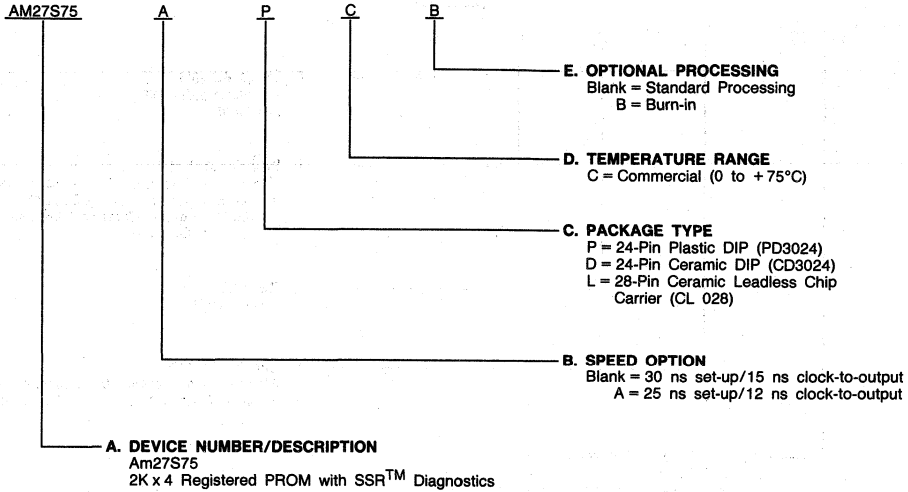 AM27S75 A P C B
E. OPTIONAL PROCESSING
Blank = Standard Processing
B = Burn-in
D. TEMPERATURE RANGE
C = Commercial (0 to +75°C)
C. PACKAGE TYPE
P = 24-Pin Plastic DIP (PD3024)
D = 24-Pin Ceramic DIP (CD3024)
L = 28-Pin Ceramic Leadless Chip
Carrier (CL 028)
B. SPEED OPTION
Blank = 30 ns set-up/15 ns clock-to-output
A = 25 ns set-up/12 ns clock-to-output
A. DEVICE NUMBER/DESCRIPTION
Am27S75
2K x 4 Registered PROM with SSR™ Diagnostics